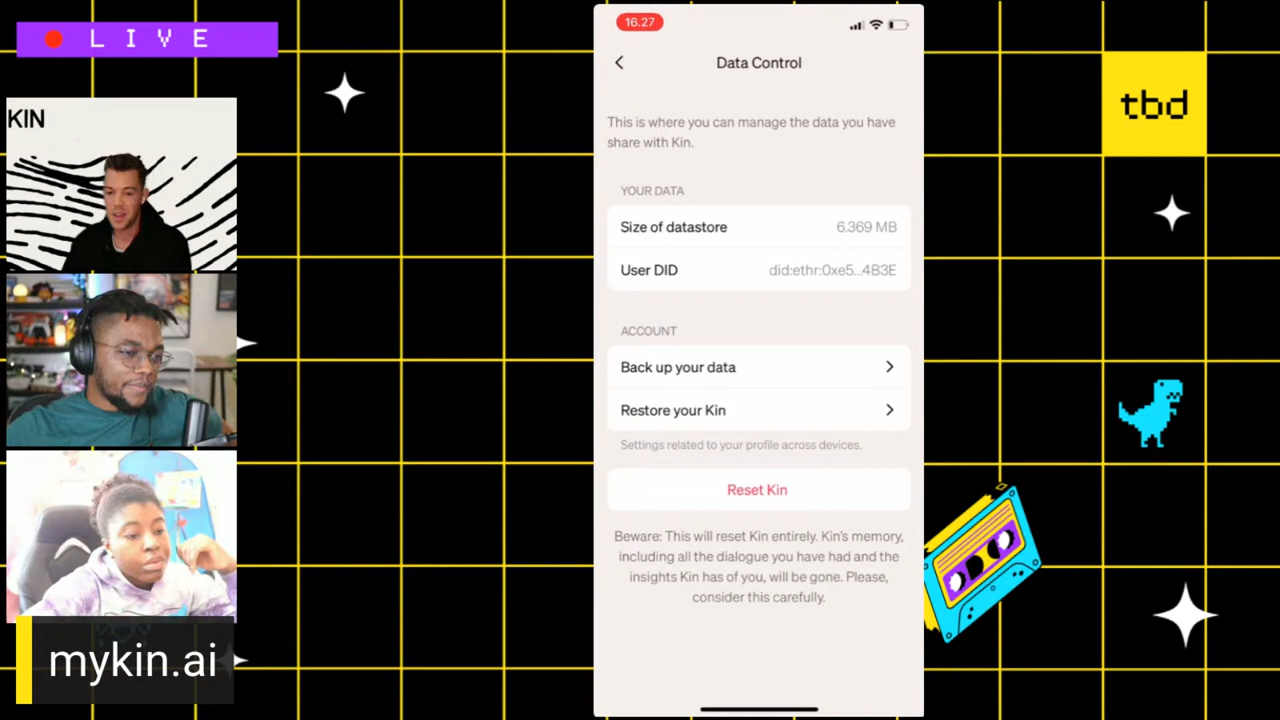 LIVE
KIN
mykin.ai
16.27
Data Control
This is where you can manage the data you have
share with Kin.
YOUR DATA
Size of datastore 6.369 MB
User DID did:ethr:0xe5...4B3E
ACCOUNT
Back up your data
Restore your Kin
Settings related to your profile across devices.
Reset Kin
Beware: This will reset Kin entirely. Kin's memory,
including all the dialogue you have had and the
insights Kin has of you, will be gone. Please,
consider this carefully.
tbd